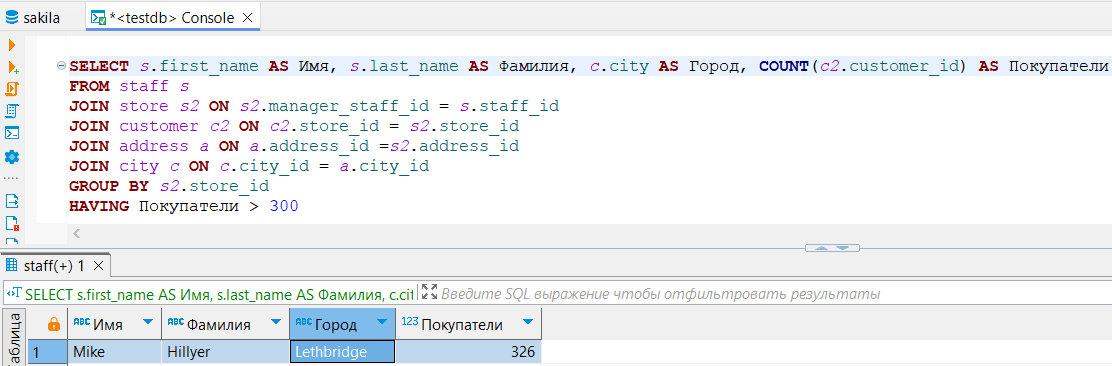 sakila
*<testdb> Console
SELECT s.first_name AS Имя, s.last_name AS Фамилия, c.city AS Город, COUNT(c2.customer_id) AS Покупатели
FROM staff s
JOIN store s2 ON s2.manager_staff_id = s.staff_id
JOIN customer c2 ON c2.store_id = s2.store_id
JOIN address a ON a.address_id =s2.address_id
JOIN city c ON c.city_id = a.city_id
GROUP BY s2.store_id
HAVING Покупатели > 300
staff(+) 1
SELECT s.first_name AS Имя, s.last_name AS Фамилия, c.cit
Введите SQL выражение чтобы отфильтровать результаты
ABC Имя ABC Фамилия ABC Город 123 Покупатели
1 Mike Hillyer Lethbridge 326